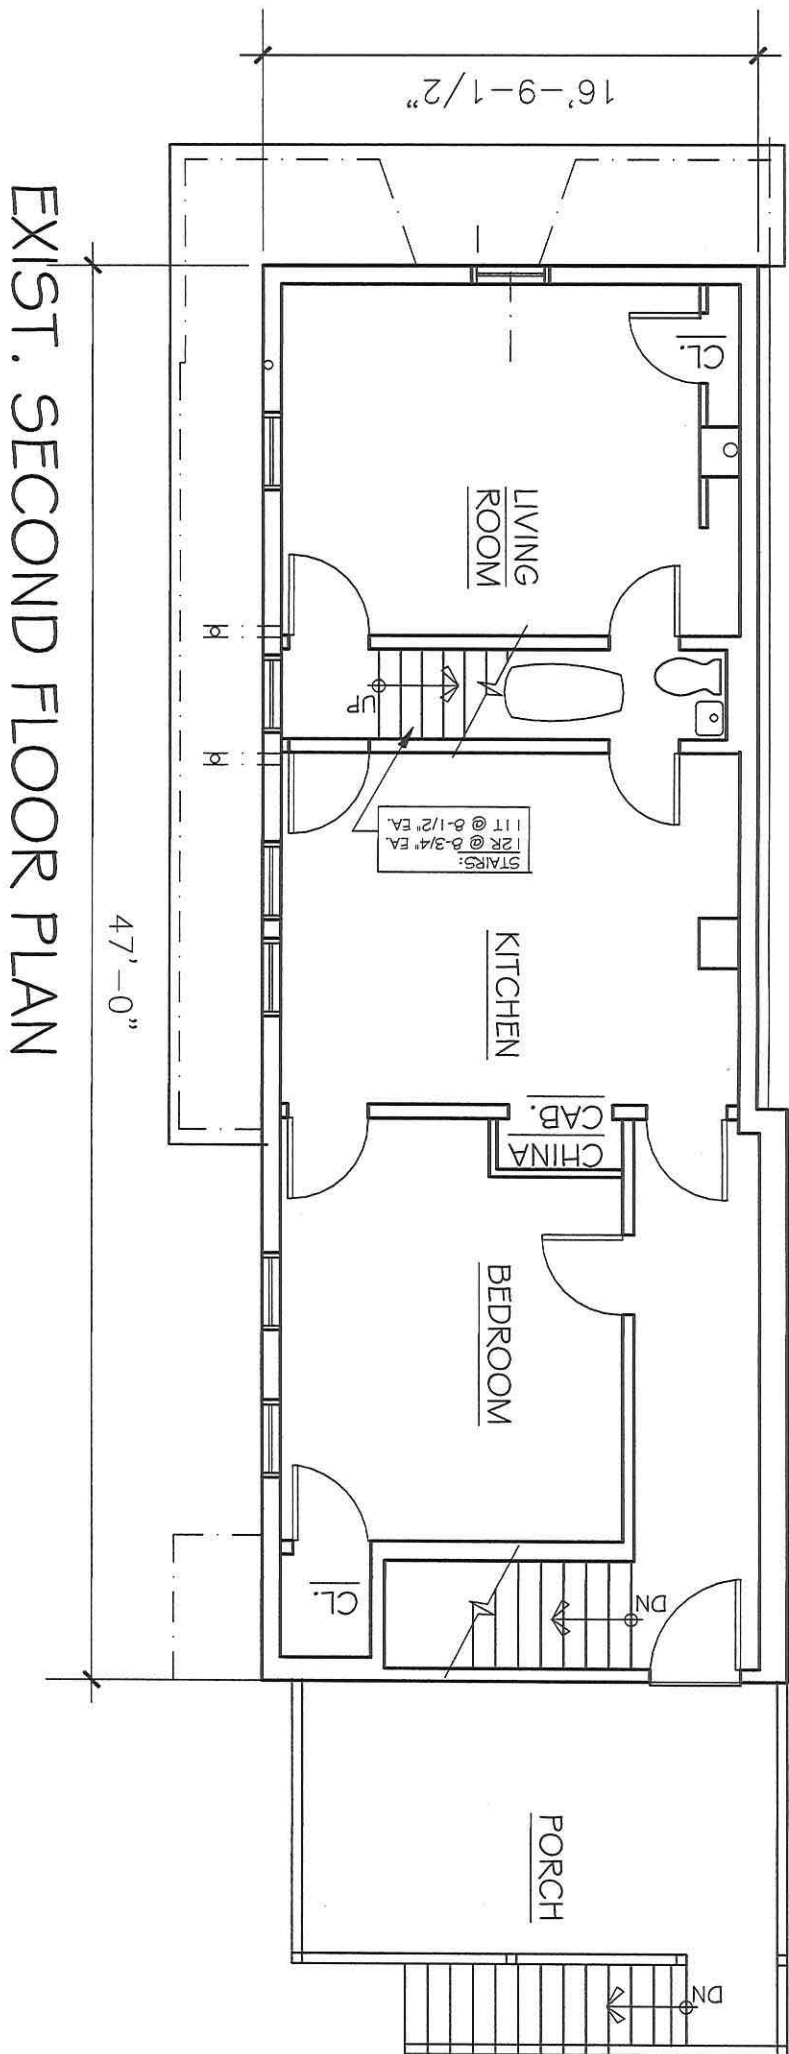 16'-9-1/2"
CL.
LIVING
ROOM
UP
STAIRS:
12R @ 8-3/4" EA.
11T @ 8-1/2" EA.
KITCHEN
CHINA
CAB.
BEDROOM
CL.
DN
PORCH
DN
47'-0"
EXIST. SECOND FLOOR PLAN